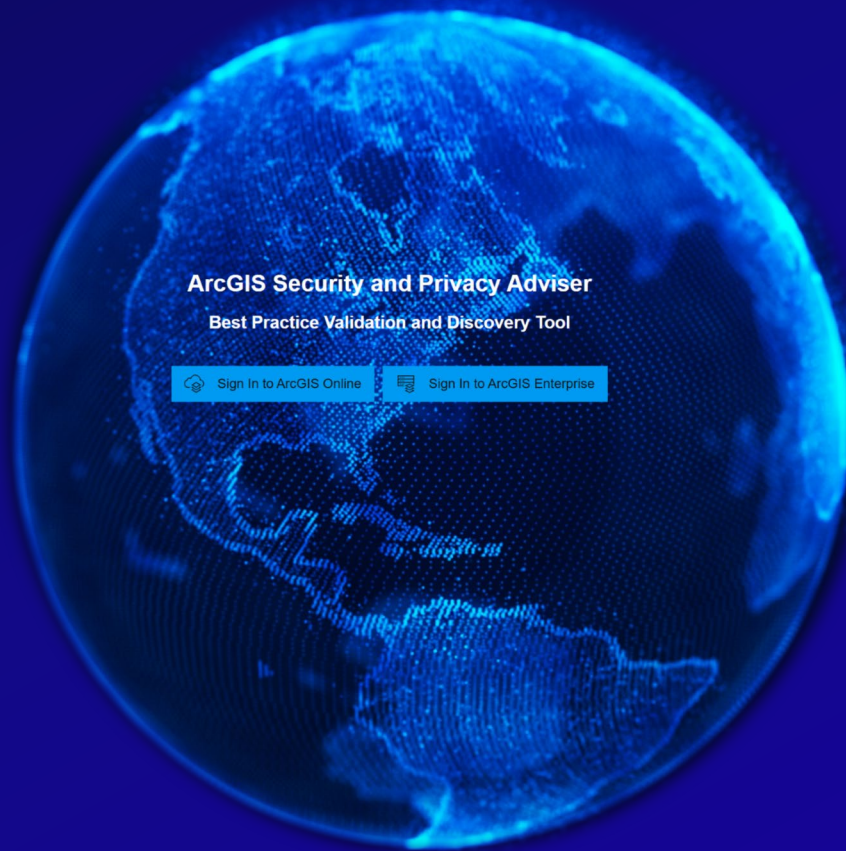 ArcGIS Security and Privacy Adviser
Best Practice Validation and Discovery Tool
Sign In to ArcGIS Online
Sign In to ArcGIS Enterprise